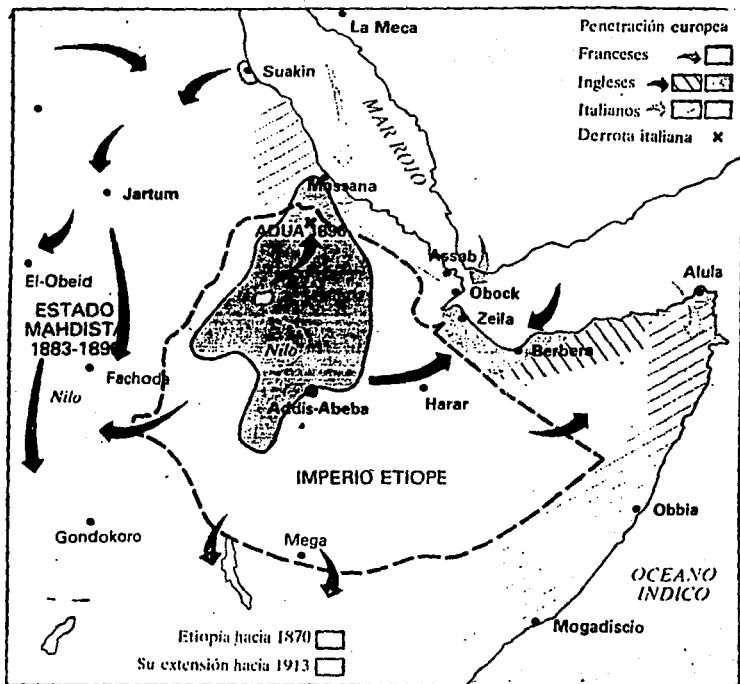 La Meca
Penetración europea
Franceses
Ingleses
Italianos
Derrota italiana ×
Suakin
MAR ROJO
Jartum
Massana
ADUA 1896
El-Obeid
ESTADO
MAHDISTA
1883-189
Assab
Obock
Zeila
Alula
Berbera
Fachoda
Nilo
Nilo
Addis-Abeba
Harar
IMPERIO ETIOPE
Obbia
Gondokoro
Mega
OCEANO
INDICO
Mogadiscio
Etiopia hacia 1870
Su extensión hacia 1913